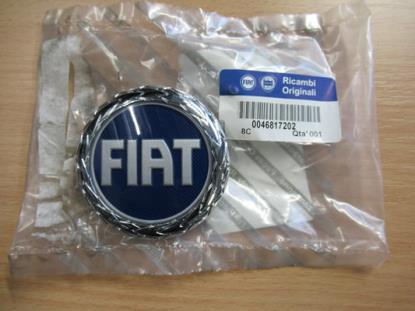 FIAT
Ricambi
Originali
0046817202
8C Qta' 001